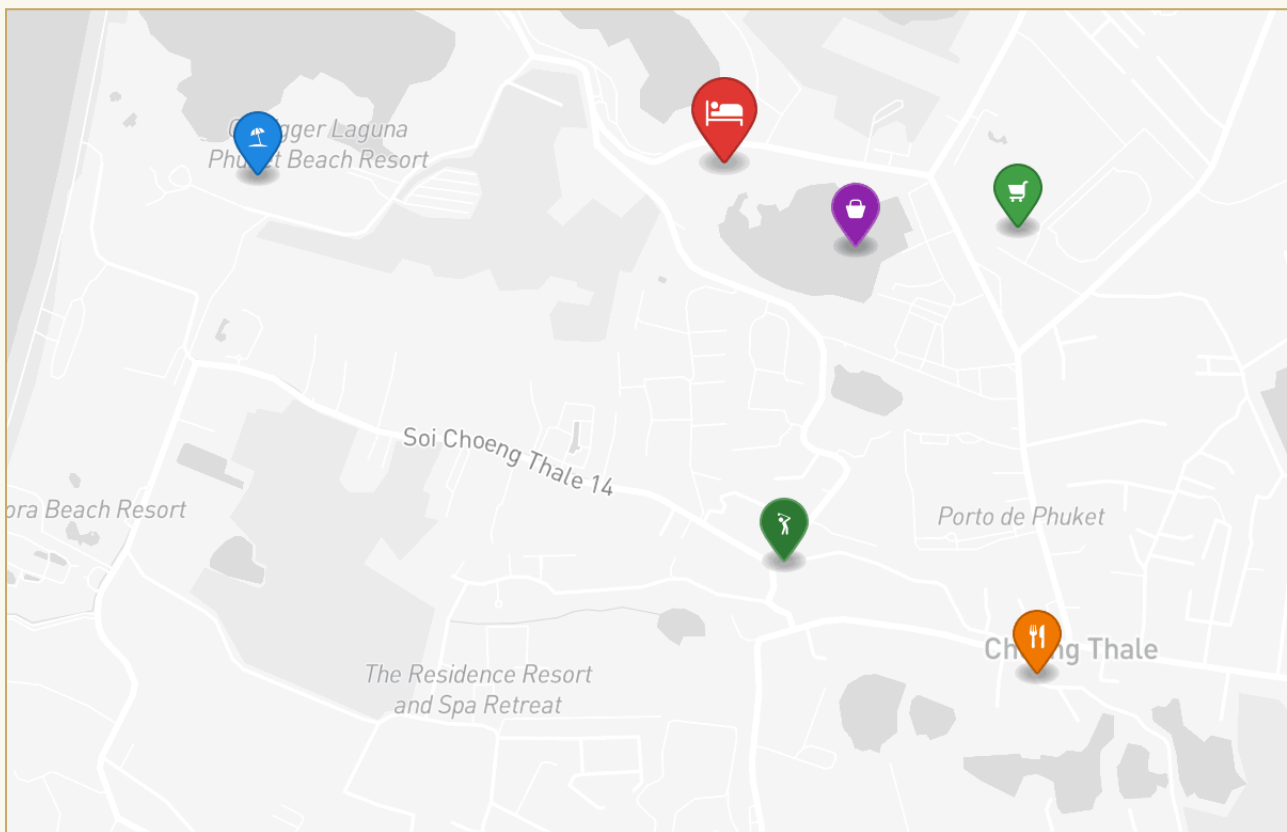 Laguna
Beach Resort
Soi Choeng Thale 14
Beach Resort
Porto de Phuket
Thale
The Residence Resort
and Spa Retreat